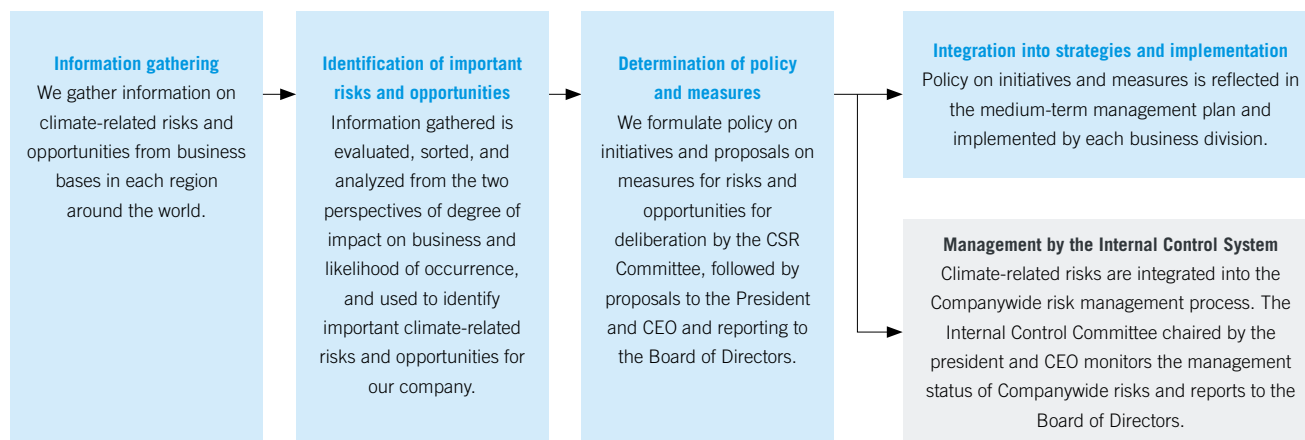 Information gathering
We gather information on
climate-related risks and
opportunities from business
bases in each region
around the world.
Identification of important
risks and opportunities
Information gathered is
evaluated, sorted, and
analyzed from the two
perspectives of degree of
impact on business and
likelihood of occurrence,
and used to identify
important climate-related
risks and opportunities for
our company.
Determination of policy
and measures
We formulate policy on
initiatives and proposals on
measures for risks and
opportunities for
deliberation by the CSR
Committee, followed by
proposals to the President
and CEO and reporting to
the Board of Directors.
Integration into strategies and implementation
Policy on initiatives and measures is reflected in
the medium-term management plan and
implemented by each business division.
Management by the Internal Control System
Climate-related risks are integrated into the
Companywide risk management process. The
Internal Control Committee chaired by the
president and CEO monitors the management
status of Companywide risks and reports to the
Board of Directors.